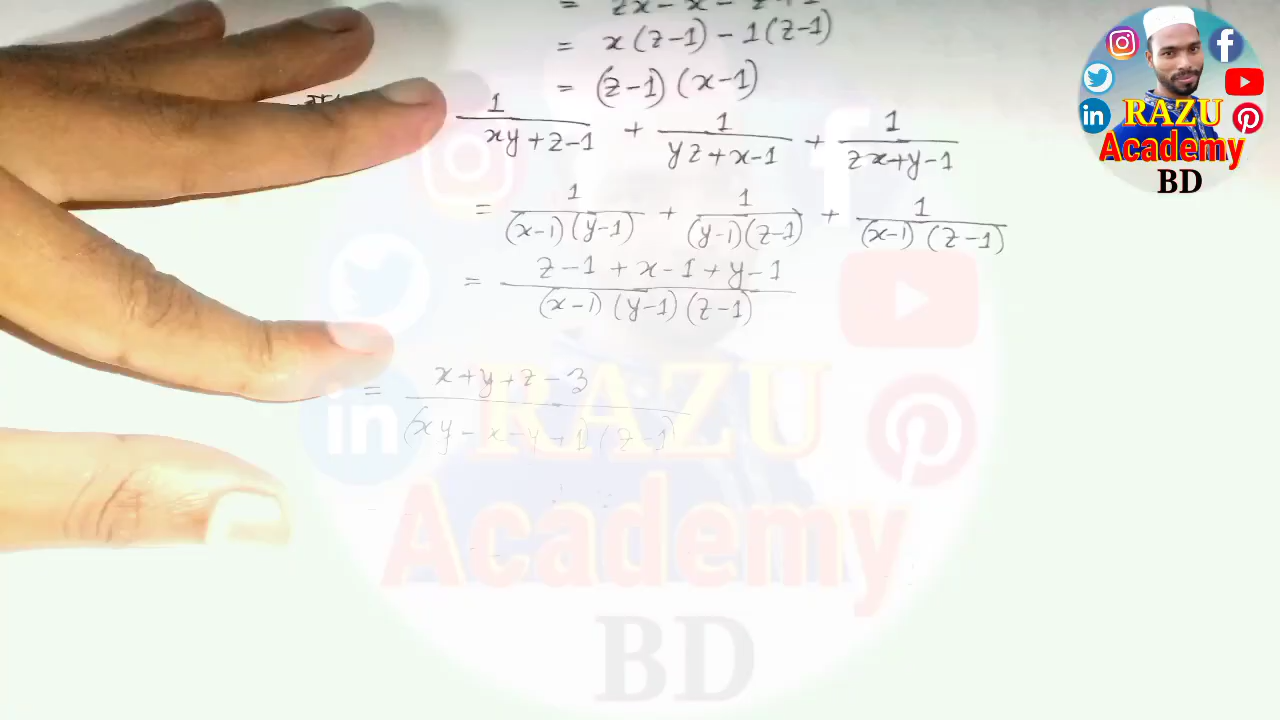 = zx - x - z + 1
= x(z-1) - 1(z-1)
= (z-1) (x-1)
1/(xy+z-1) + 1/(yz+x-1) + 1/(zx+y-1)
= 1/((x-1)(y-1)) + 1/((y-1)(z-1)) + 1/((x-1)(z-1))
= (z-1+x-1+y-1)/((x-1)(y-1)(z-1))
= (x+y+z-3)/((xy-x-y+1)(z-1))
RAZU
Academy
BD
RAZU
Academy
BD